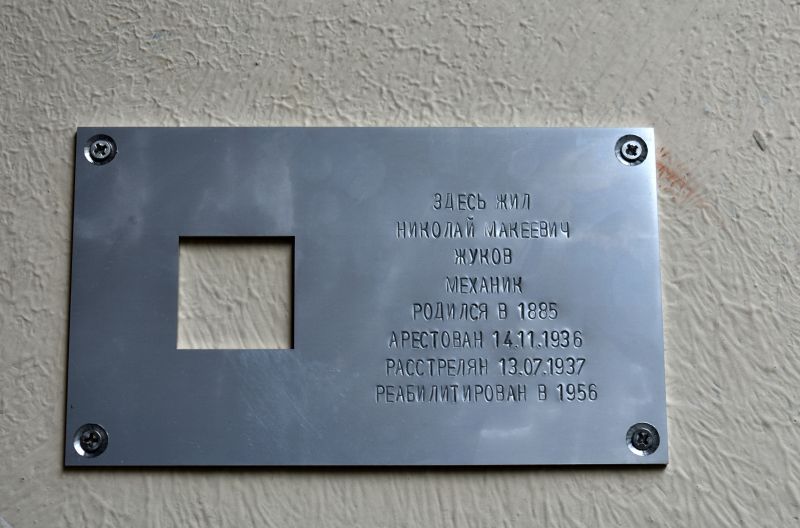 ЗДЕСЬ ЖИЛ
НИКОЛАЙ МАКЕЕВИЧ
ЖУКОВ
МЕХАНИК
РОДИЛСЯ В 1885
АРЕСТОВАН 14.11.1936
РАССТРЕЛЯН 13.07.1937
РЕАБИЛИТИРОВАН В 1956